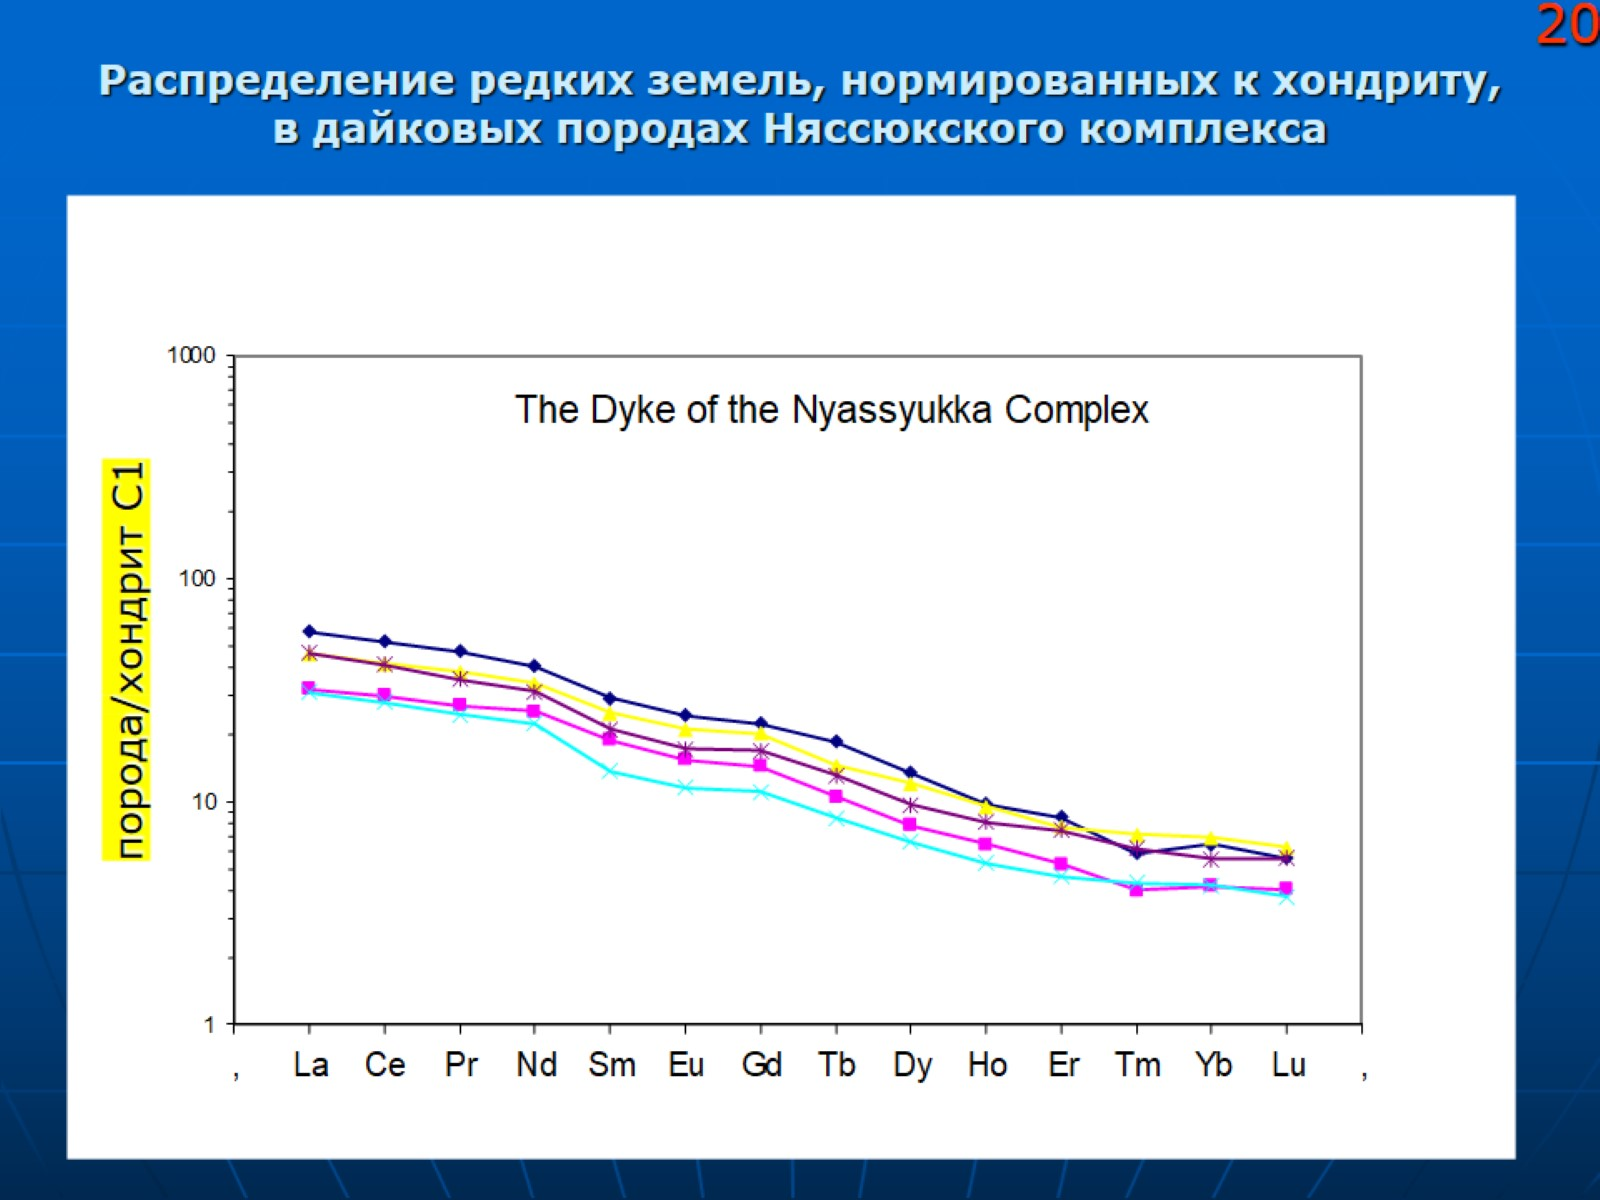 20
Распределение редких земель, нормированных к хондриту,
в дайковых породах Няссюкского комплекса
The Dyke of the Nyassyukka Complex
порода/хондрит С1
1000
100
10
1
, La Ce Pr Nd Sm Eu Gd Tb Dy Ho Er Tm Yb Lu ,